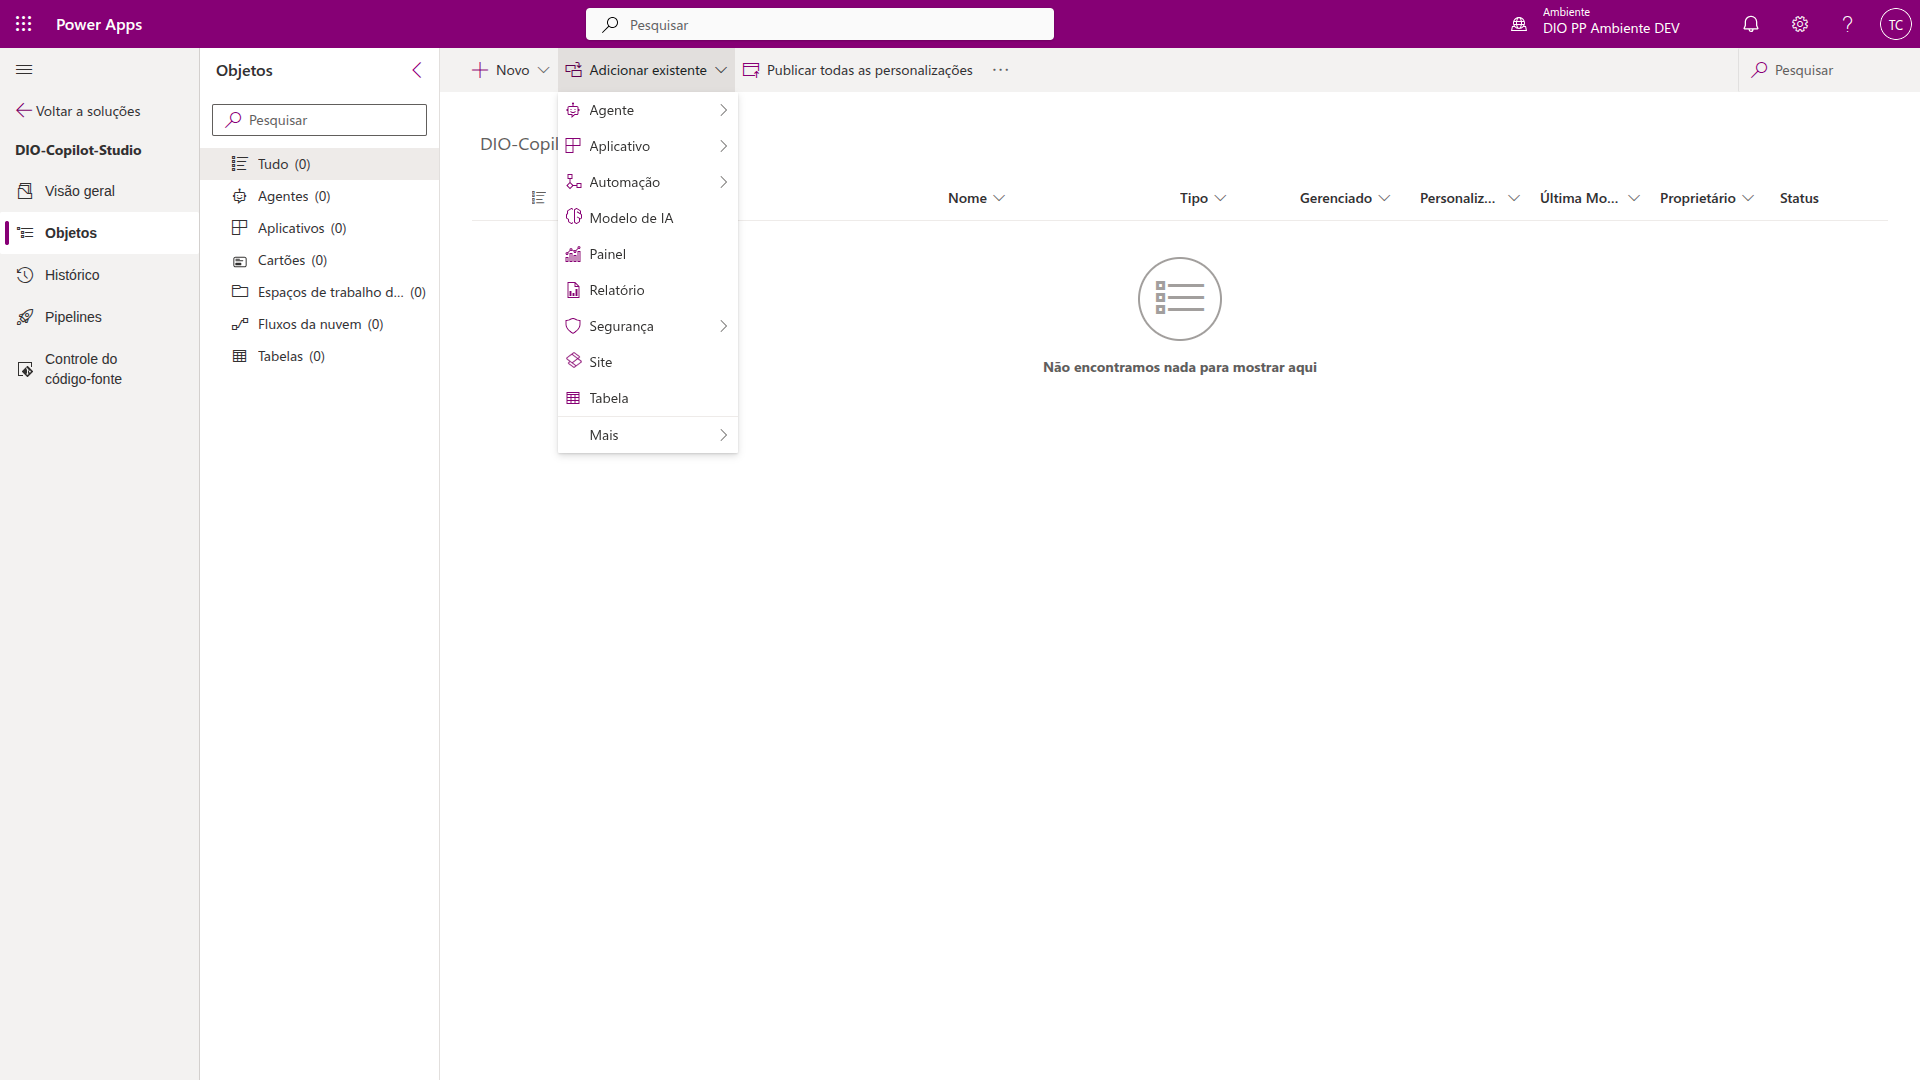 Power Apps
Pesquisar
Ambiente
DIO PP Ambiente DEV
TC
Voltar a soluções
DIO-Copilot-Studio
Visão geral
Objetos
Histórico
Pipelines
Controle do
código-fonte
Objetos
Pesquisar
Tudo (0)
Agentes (0)
Aplicativos (0)
Cartões (0)
Espaços de trabalho d... (0)
Fluxos da nuvem (0)
Tabelas (0)
Novo
Adicionar existente
Publicar todas as personalizações
Pesquisar
Agente
Aplicativo
Automação
Modelo de IA
Painel
Relatório
Segurança
Site
Tabela
Mais
DIO-Copil
Nome Tipo Gerenciado Personaliz... Última Mo... Proprietário Status
Não encontramos nada para mostrar aqui